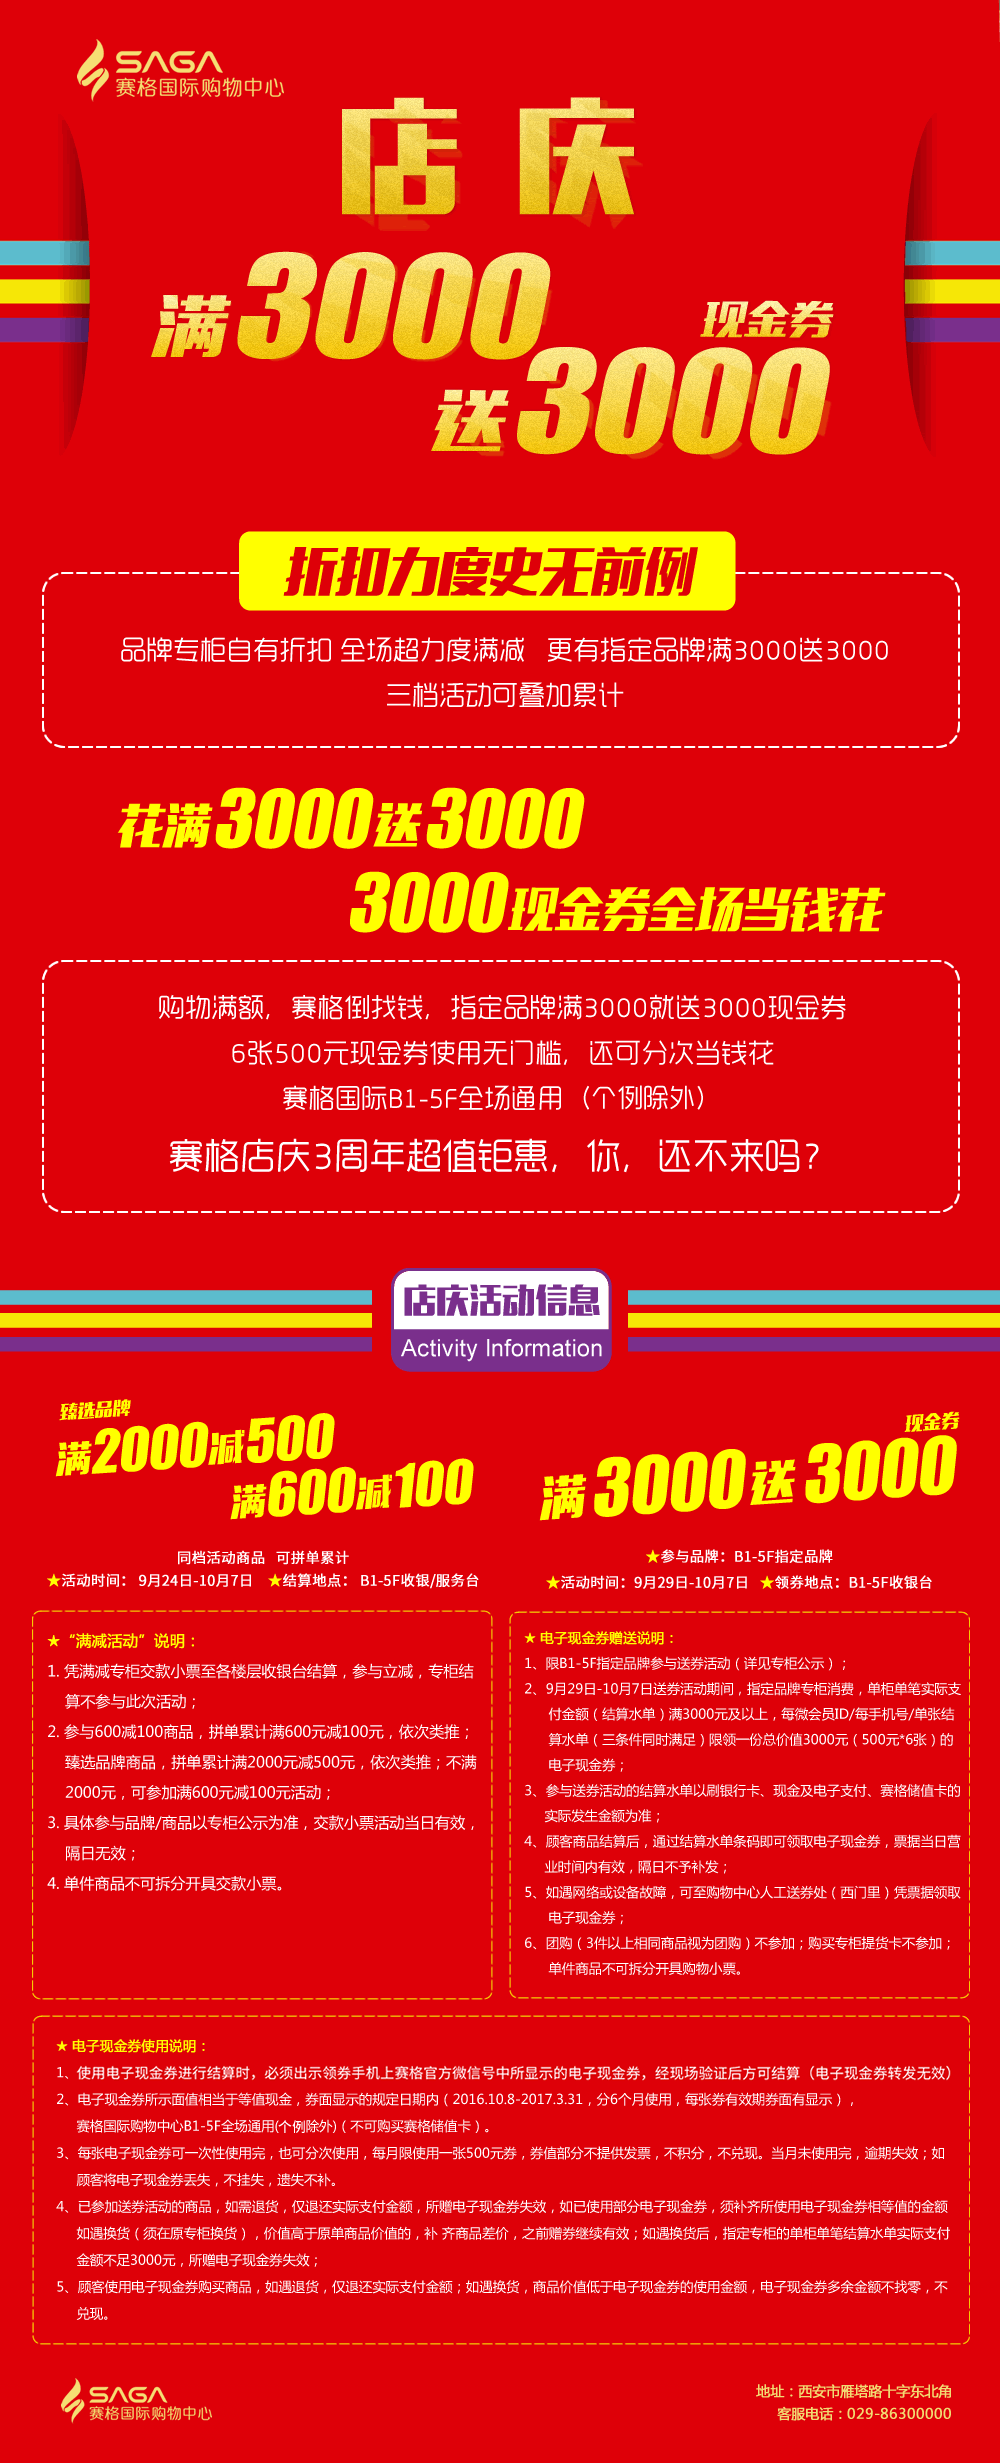 SAGA
赛格国际购物中心
店庆
满3000
现金券
送3000
折扣力度史无前例
品牌专柜自有折扣 全场超力度满减 更有指定品牌满3000送3000
三档活动可叠加累计
花满3000送3000
3000现金券全场当钱花
购物满额，赛格倒找钱，指定品牌满3000就送3000现金券
6张500元现金券使用无门槛，还可分次当钱花
赛格国际B1-5F全场通用（个例除外）
赛格店庆3周年超值钜惠，你，还不来吗？
店庆活动信息
Activity Information
臻选品牌
满2000减500
满600减100
同档活动商品 可拼单累计
★活动时间： 9月24日-10月7日 ★结算地点： B1-5F收银/服务台
★“满减活动”说明：
1. 凭满减专柜交款小票至各楼层收银台结算，参与立减，专柜结
算不参与此次活动；
2. 参与600减100商品，拼单累计满600元减100元，依次类推；
臻选品牌商品，拼单累计满2000元减500元，依次类推；不满
2000元，可参加满600元减100元活动；
3. 具体参与品牌/商品以专柜公示为准，交款小票活动当日有效，
隔日无效；
4. 单件商品不可拆分开具交款小票。
现金券
满3000送3000
★参与品牌：B1-5F指定品牌
★活动时间：9月29日-10月7日 ★领券地点：B1-5F收银台
★ 电子现金券赠送说明：
1、限B1-5F指定品牌参与送券活动（详见专柜公示）；
2、9月29日-10月7日送券活动期间，指定品牌专柜消费，单柜单笔实际支
付金额（结算水单）满3000元及以上，每微会员ID/每手机号/单张结
算水单（三条件同时满足）限领一份总价值3000元（500元*6张）的
电子现金券；
3、参与送券活动的结算水单以刷银行卡、现金及电子支付、赛格储值卡的
实际发生金额为准；
4、顾客商品结算后，通过结算水单条码即可领取电子现金券，票据当日营
业时间内有效，隔日不予补发；
5、如遇网络或设备故障，可至购物中心人工送券处（西门里）凭票据领取
电子现金券；
6、团购（3件以上相同商品视为团购）不参加；购买专柜提货卡不参加；
单件商品不可拆分开具购物小票。
★ 电子现金券使用说明：
1、使用电子现金券进行结算时，必须出示领券手机上赛格官方微信号中所显示的电子现金券，经现场验证后方可结算（电子现金券转发无效）
2、电子现金券所示面值相当于等值现金，券面显示的规定日期内（2016.10.8-2017.3.31，分6个月使用，每张券有效期券面有显示），
赛格国际购物中心B1-5F全场通用(个例除外)（不可购买赛格储值卡）。
3、每张电子现金券可一次性使用完，也可分次使用，每月限使用一张500元券，券值部分不提供发票，不积分，不兑现。当月未使用完，逾期失效；如
顾客将电子现金券丢失，不挂失，遗失不补。
4、已参加送券活动的商品，如需退货，仅退还实际支付金额，所赠电子现金券失效，如已使用部分电子现金券，须补齐所使用电子现金券相等值的金额
如遇换货（须在原专柜换货），价值高于原单商品价值的，补 齐商品差价，之前赠券继续有效；如遇换货后，指定专柜的单柜单笔结算水单实际支付
金额不足3000元，所赠电子现金券失效；
5、顾客使用电子现金券购买商品，如遇退货，仅退还实际支付金额；如遇换货，商品价值低于电子现金券的使用金额，电子现金券多余金额不找零，不
兑现。
SAGA
赛格国际购物中心
地址：西安市雁塔路十字东北角
客服电话：029-86300000